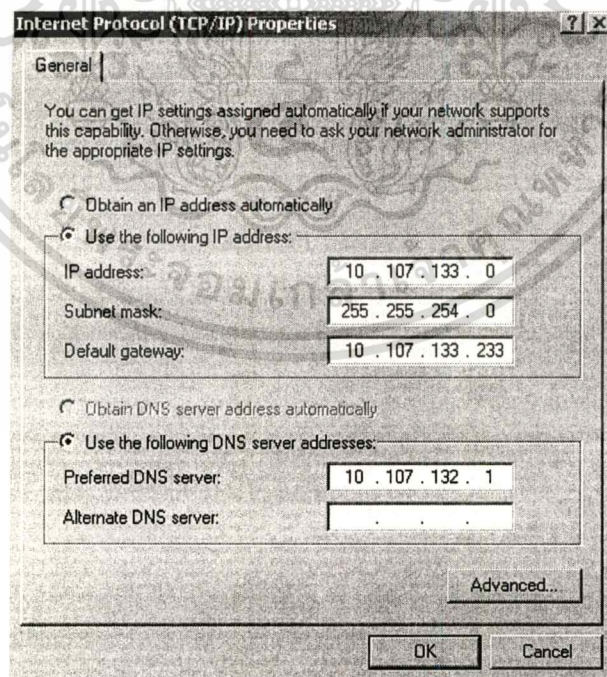 Internet Protocol (TCP/IP) Properties
General
You can get IP settings assigned automatically if your network supports
this capability. Otherwise, you need to ask your network administrator for
the appropriate IP settings.
Obtain an IP address automatically
Use the following IP address:
IP address: 10 . 107 . 133 . 0
Subnet mask: 255 . 255 . 254 . 0
Default gateway: 10 . 107 . 133 . 233
Obtain DNS server address automatically
Use the following DNS server addresses:
Preferred DNS server: 10 . 107 . 132 . 1
Alternate DNS server: . . .
Advanced...
OK Cancel